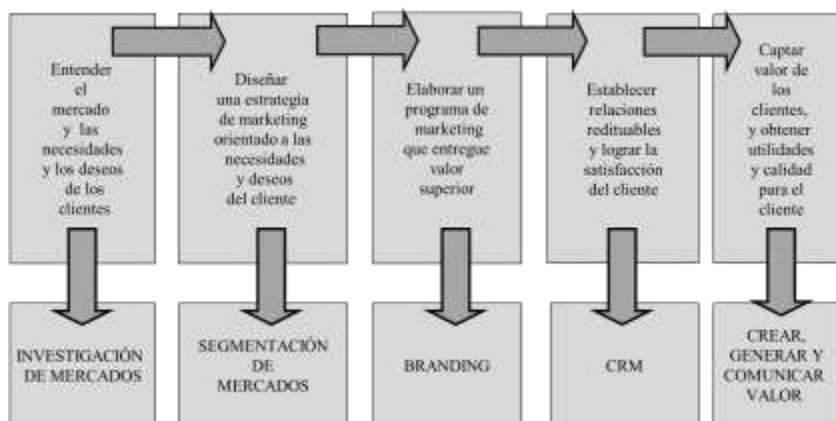 Entender
el
mercado
y las
necesidades
y los deseos
de los
clientes
Diseñar
una estrategia
de marketing
orientado a las
necesidades
y deseos
del cliente
Elaborar un
programa de
marketing
que entregue
valor
superior
Establecer
relaciones
redituables
y lograr la
satisfacción
del cliente
Captar
valor de
los
clientes,
y obtener
utilidades
y calidad
para el
cliente
INVESTIGACIÓN
DE MERCADOS
SEGMENTACIÓN
DE
MERCADOS
BRANDING
CRM
CREAR,
GENERAR Y
COMUNICAR
VALOR